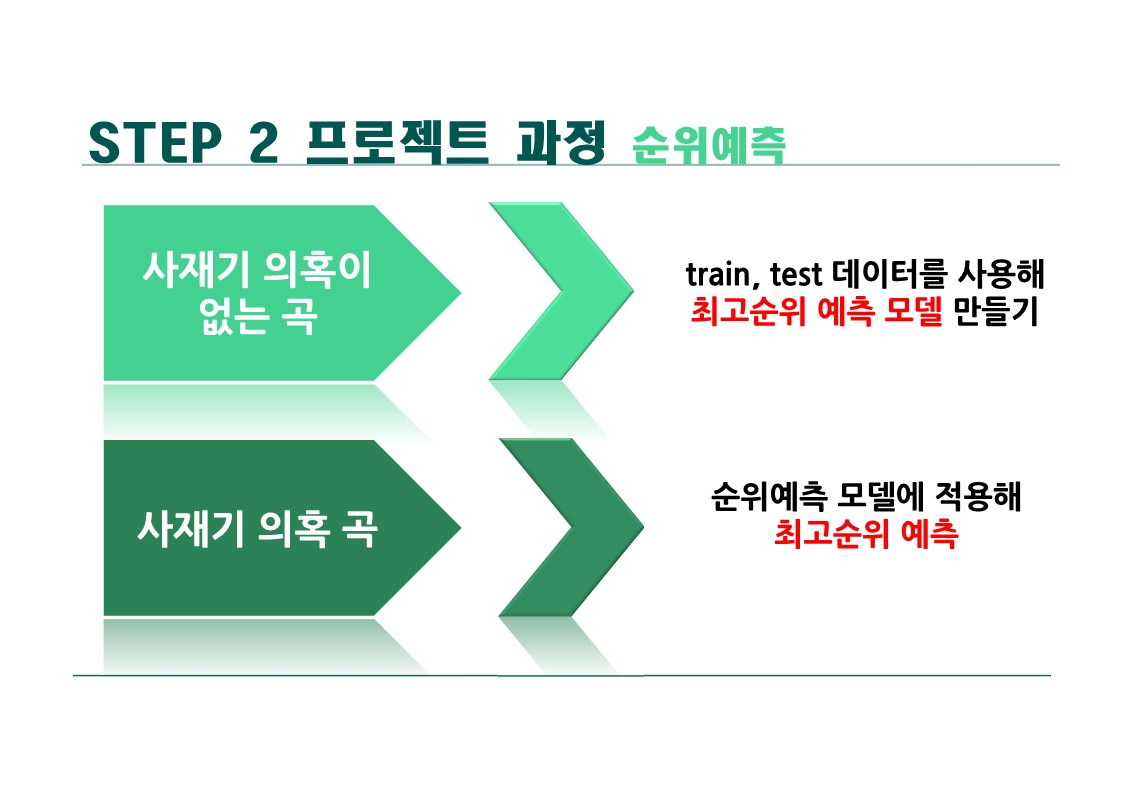 STEP 2 프로젝트 과정 순위예측
사재기 의혹이
없는 곡
train, test 데이터를 사용해
최고순위 예측 모델 만들기
사재기 의혹 곡
순위예측 모델에 적용해
최고순위 예측